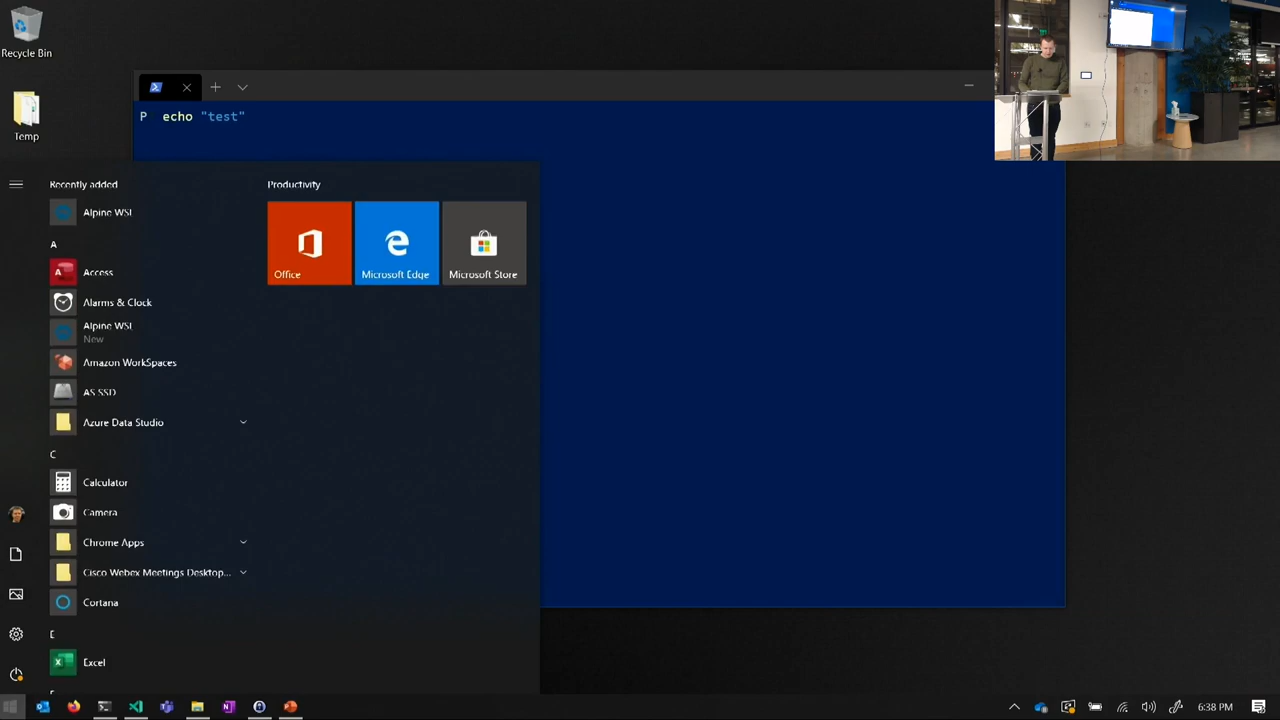 Recycle Bin
Temp
P echo "test"
Recently added
Alpine WSL
A
Access
Alarms & Clock
Alpine WSL
New
Amazon WorkSpaces
AS SSD
Azure Data Studio
C
Calculator
Camera
Chrome Apps
Cisco Webex Meetings Desktop...
Cortana
E
Excel
Productivity
Office
Microsoft Edge
Microsoft Store
6:38 PM